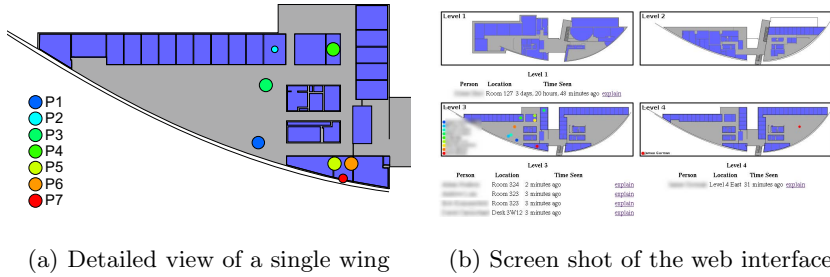 P1
P2
P3
P4
P5
P6
P7
(a) Detailed view of a single wing
Level 1
Level 2
Level 1
Person Location Time Seen
Room 127 3 days, 20 hours, 49 minutes ago explain
Level 3
Level 4
Level 3
Person Location Time Seen
Room 324 2 minutes ago explain
Room 323 3 minutes ago explain
Room 323 3 minutes ago explain
Desk 3W12 3 minutes ago explain
Level 4
Person Location Time Seen
Level 4 East 31 minutes ago explain
(b) Screen shot of the web interface